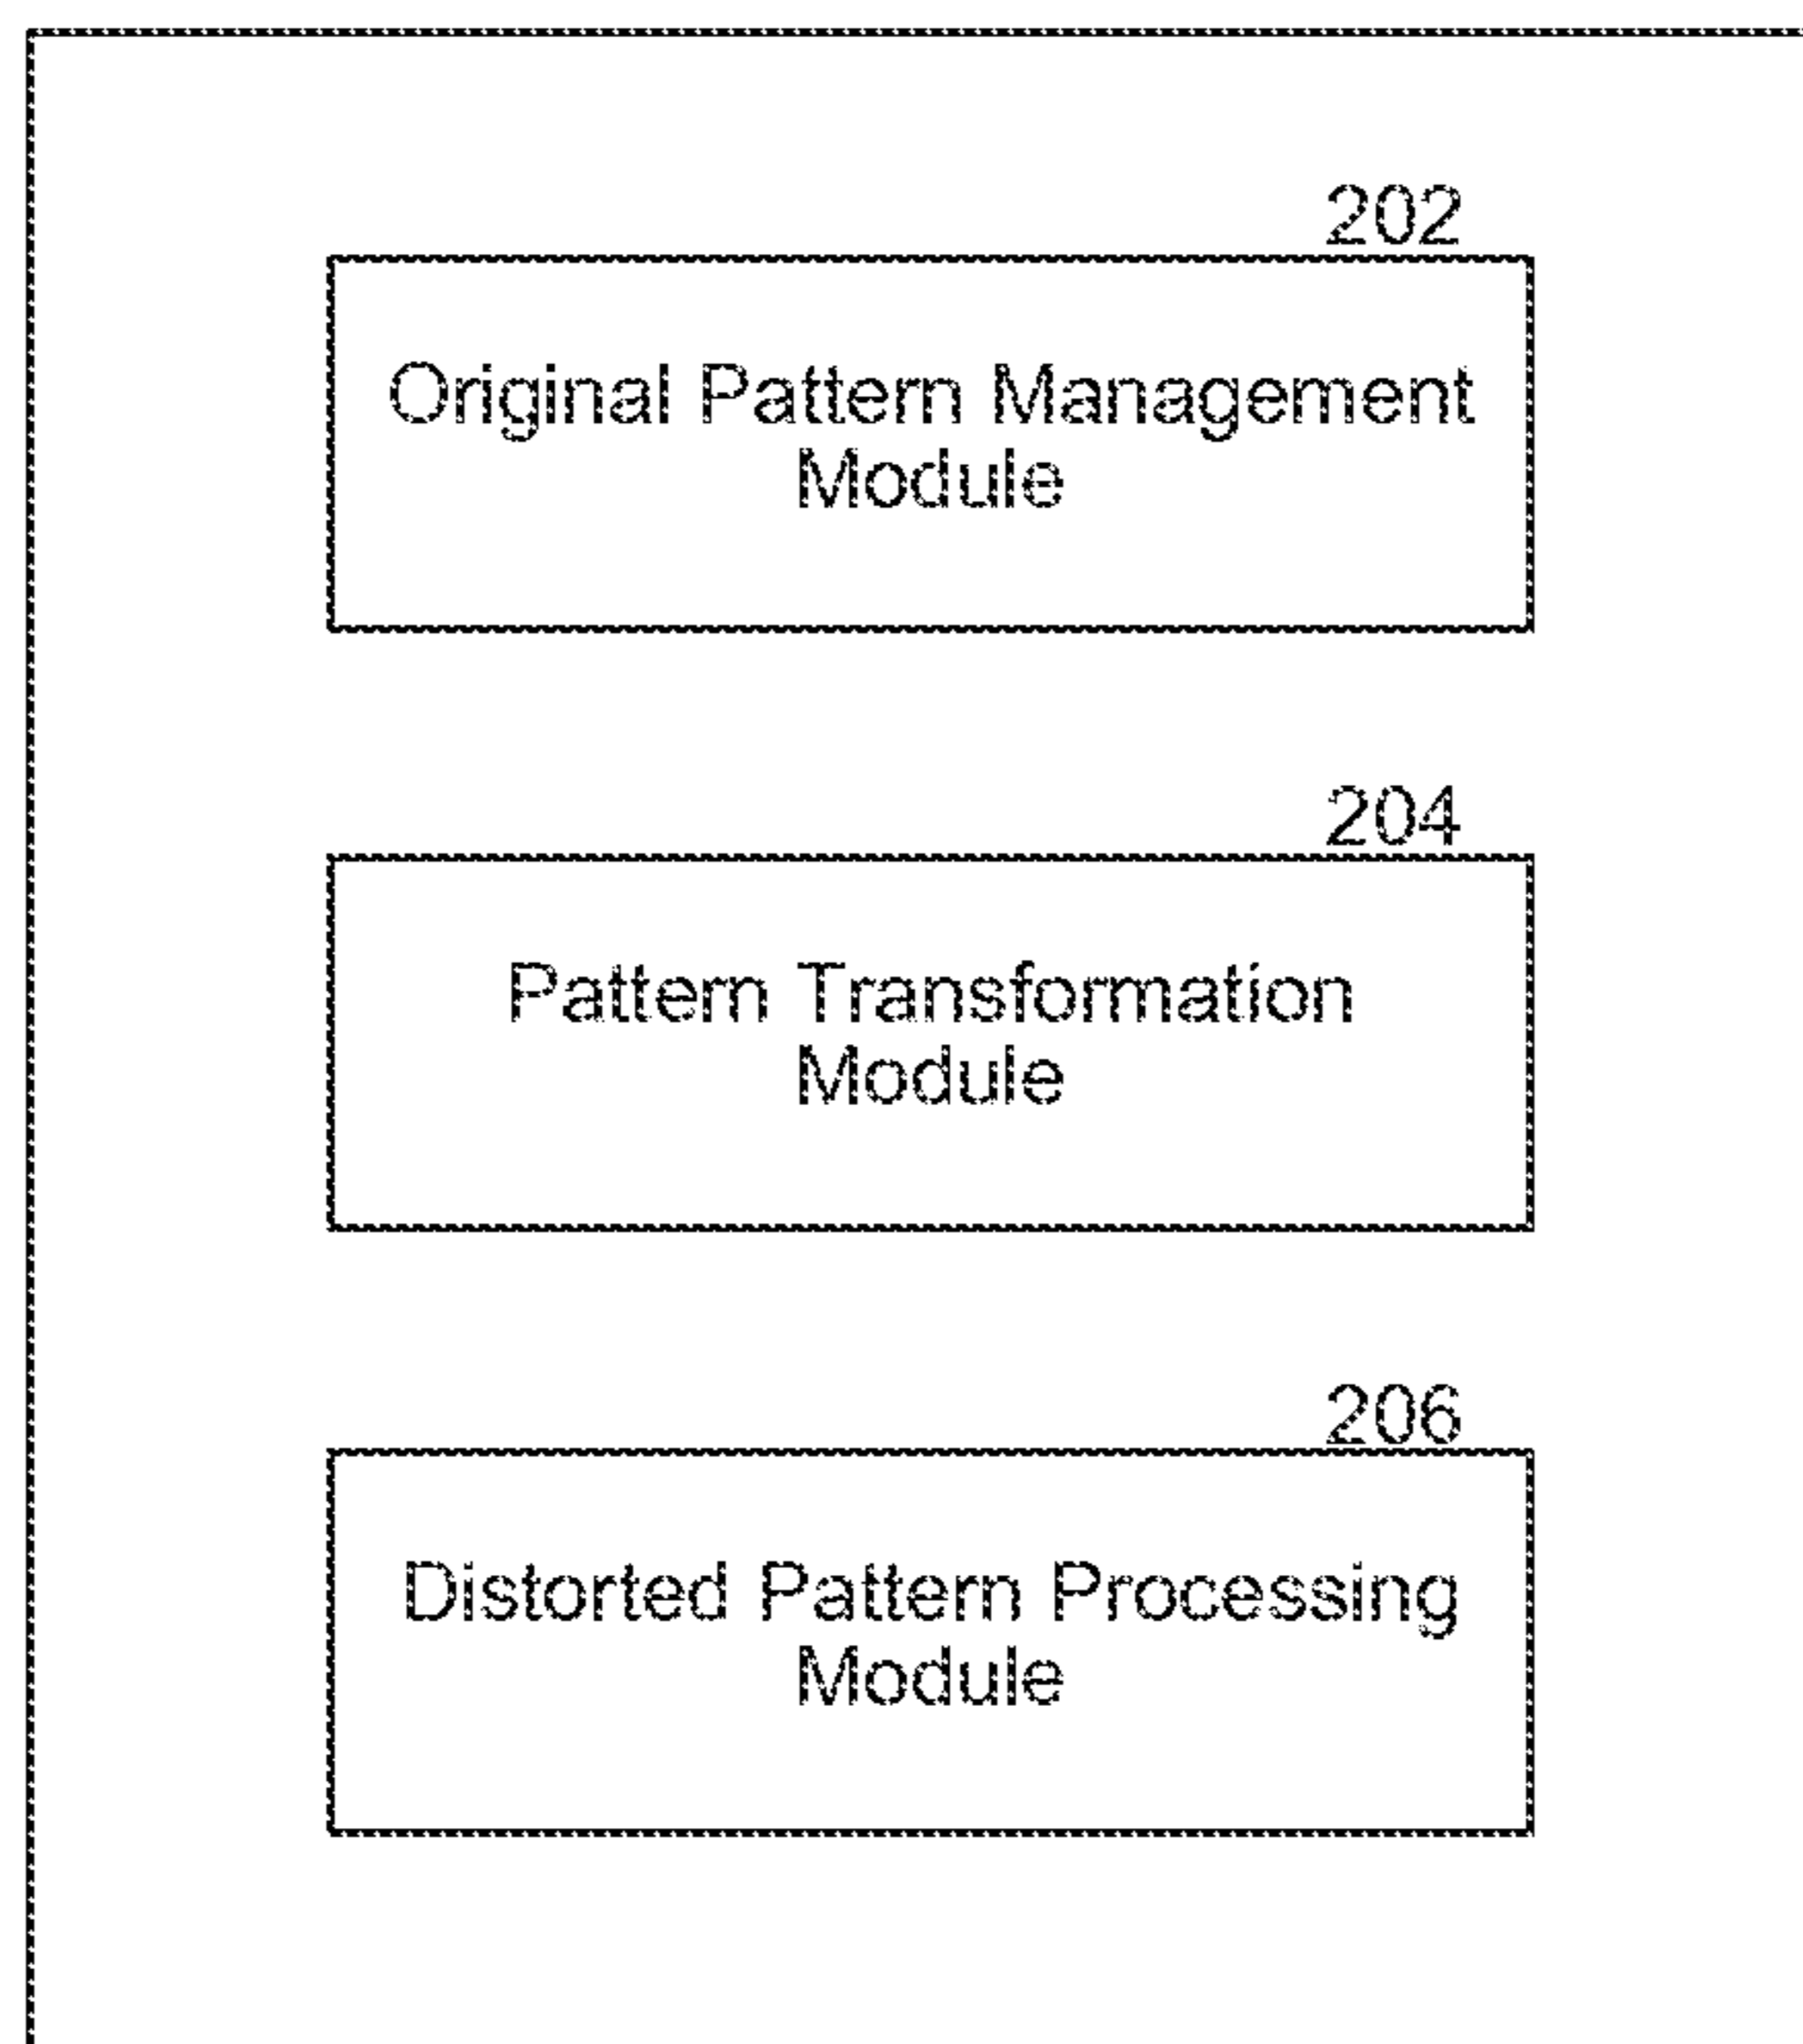 202
Original Pattern Management
Module
204
Pattern Transformation
Module
206
Distorted Pattern Processing
Module